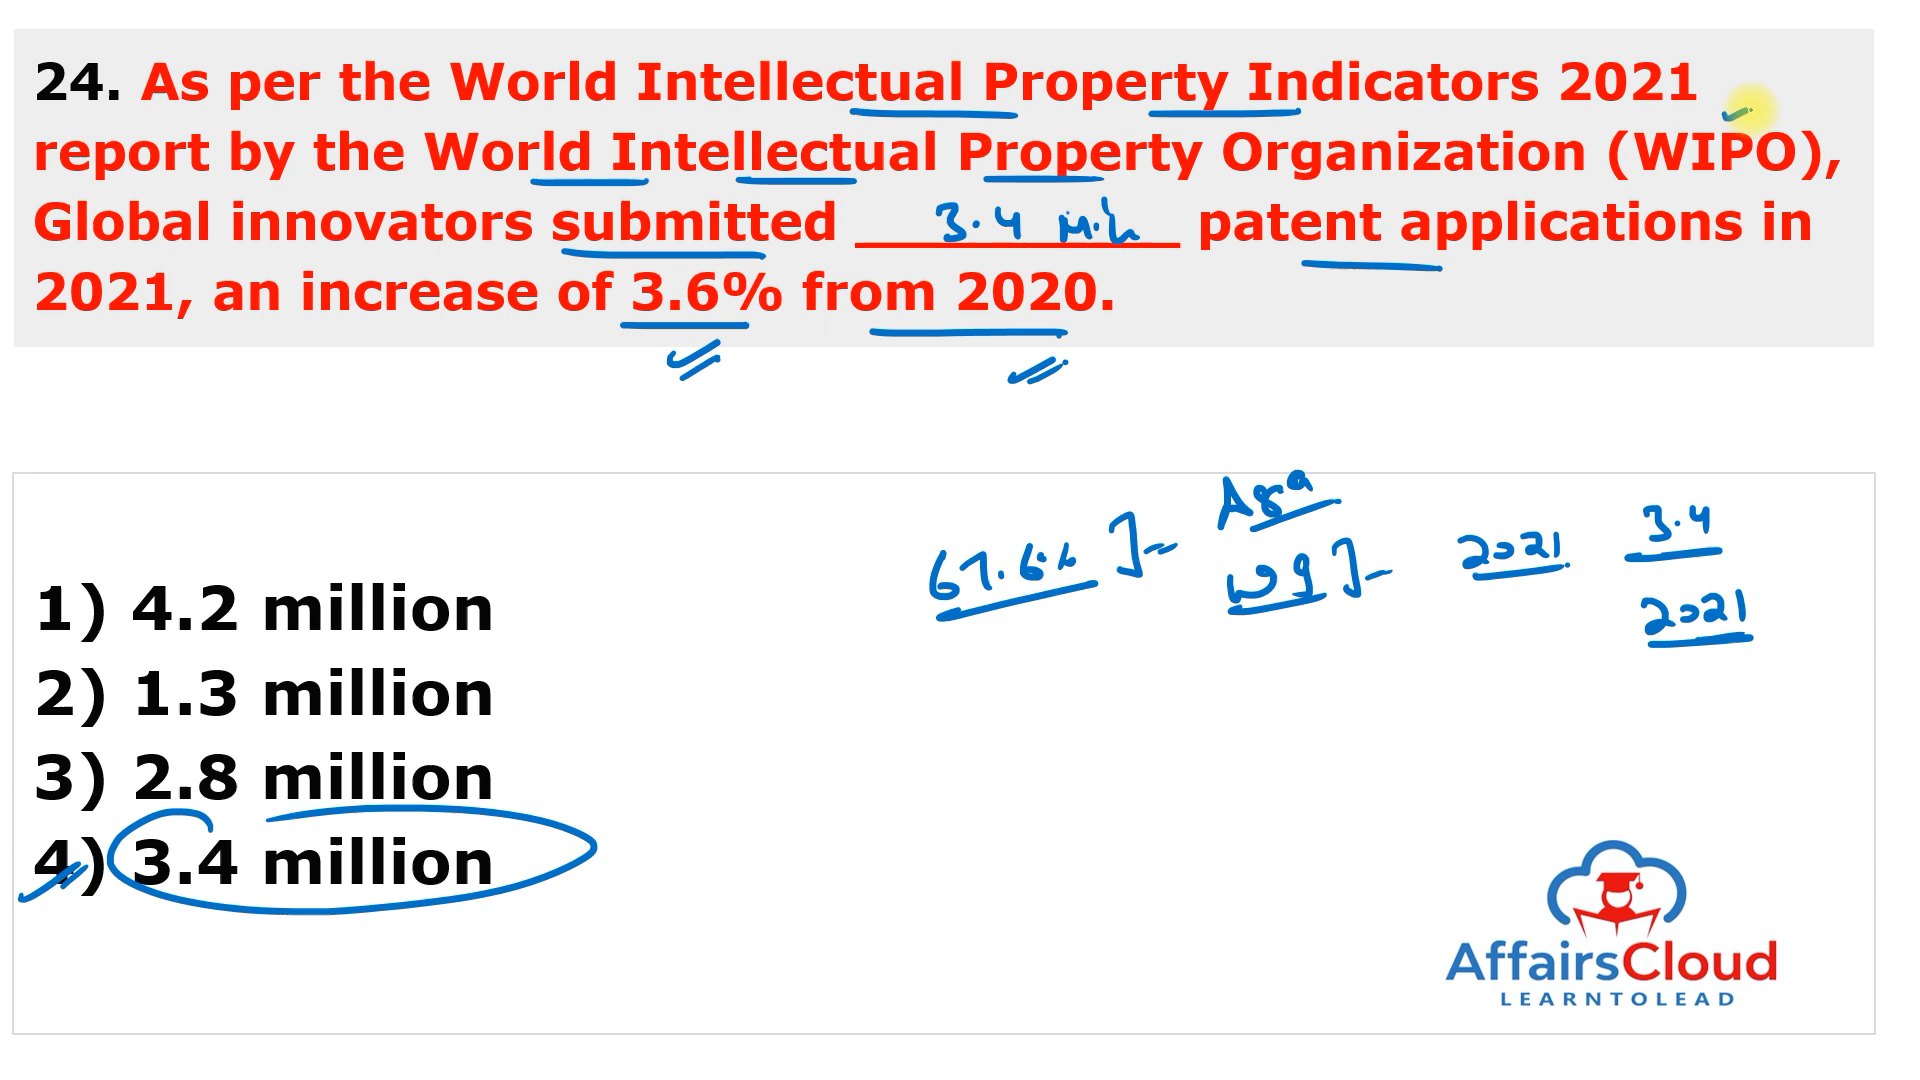 24. As per the World Intellectual Property Indicators 2021
report by the World Intellectual Property Organization (WIPO),
Global innovators submitted 3.4 patent applications in
2021, an increase of 3.6% from 2020.
67.6%
2021
3.4
2021
1) 4.2 million
2) 1.3 million
3) 2.8 million
4) 3.4 million
AffairsCloud
LEARNTOLEAD